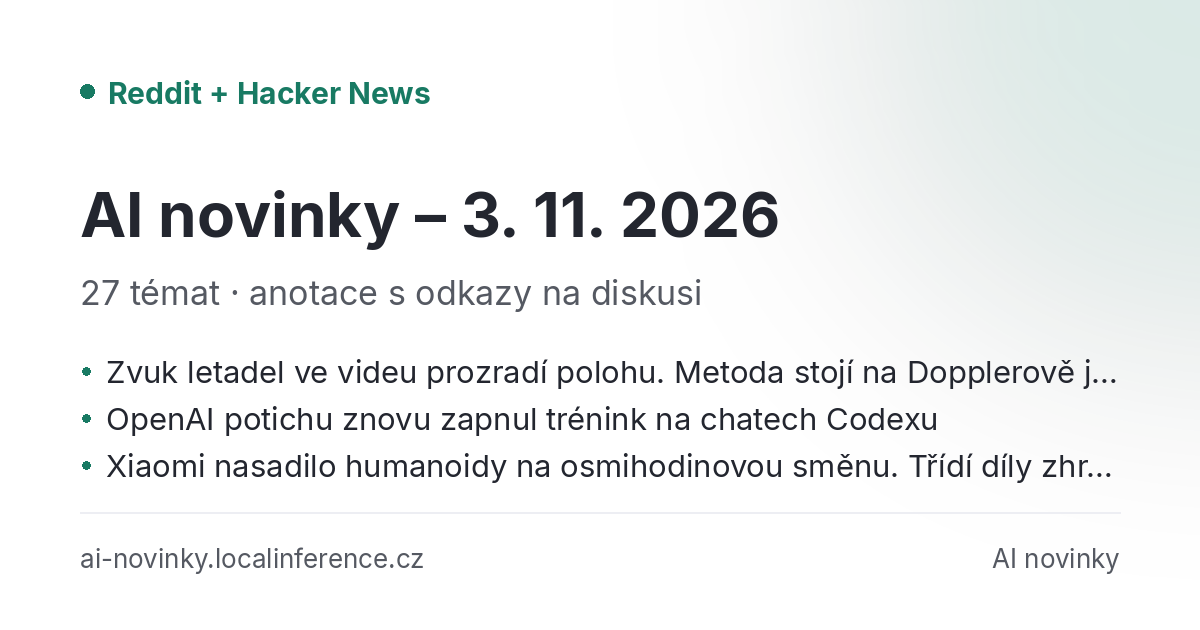 Reddit + Hacker News
AI novinky – 3. 11. 2026
27 témat · anotace s odkazy na diskusi
• Zvuk letadel ve videu prozradí polohu. Metoda stojí na Dopplerově j…
• OpenAI potichu znovu zapnul trénink na chatech Codexu
• Xiaomi nasadilo humanoidy na osmihodinovou směnu. Třídí díly zhr…
ai-novinky.localinference.cz
AI novinky